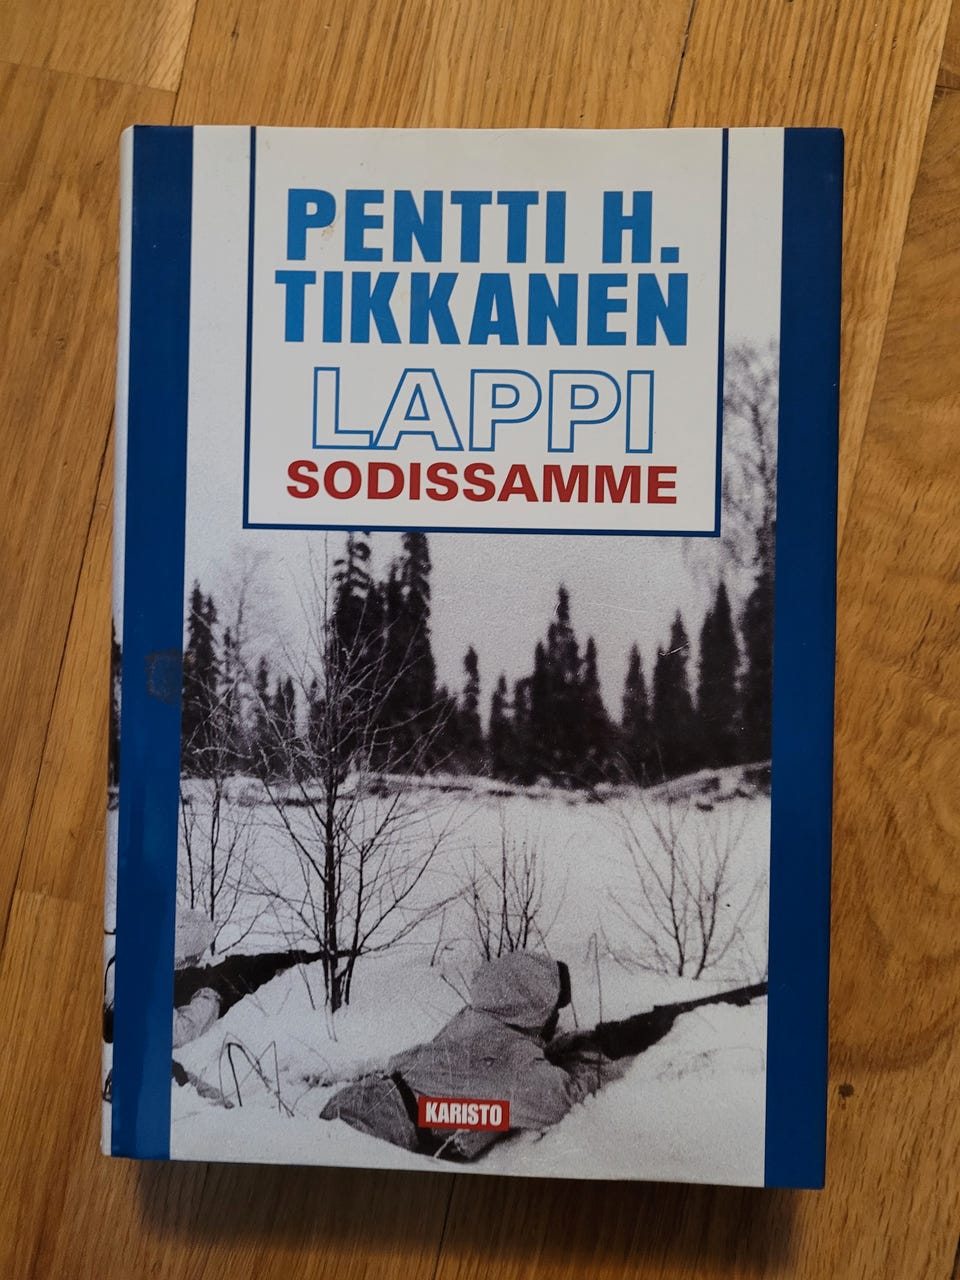 PENTTI H.
TIKKANEN
LAPPI
SODISSAMME
KARISTO